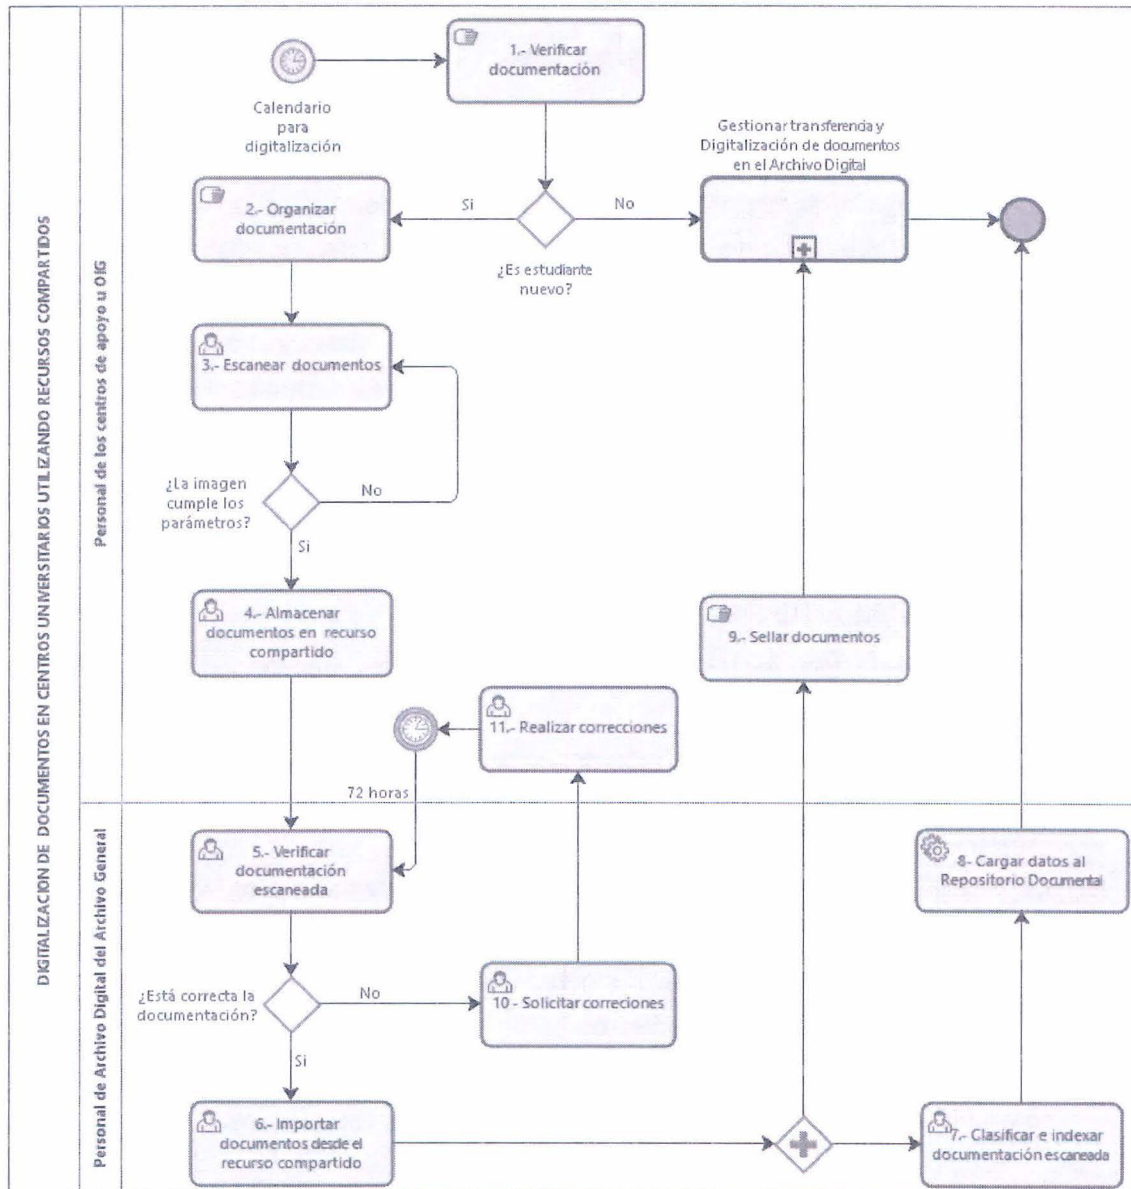 DIGITALIZACION DE DOCUMENTOS EN CENTROS UNIVERSITARIOS UTILIZANDO RECURSOS COMPARTIDOS
Personal de los centros de apoyo u OIG
Calendario
para
digitalización
1.- Verificar
documentación
Gestionar transferencia y
Digitalización de documentos
en el Archivo Digital
2.- Organizar
documentación
Si
No
¿Es estudiante
nuevo?
3.- Escanear documentos
¿La imagen
cumple los
parámetros?
No
Si
4.- Almacenar
documentos en recurso
compartido
9.- Sellar documentos
11.- Realizar correcciones
72 horas
Personal de Archivo Digital del Archivo General
5.- Verificar
documentación
escaneada
8- Cargar datos al
Repositorio Documental
¿Está correcta la
documentación?
No
10 - Solicitar correciones
Si
6.- Importar
documentos desde el
recurso compartido
7.- Clasificar e indexar
documentación escaneada